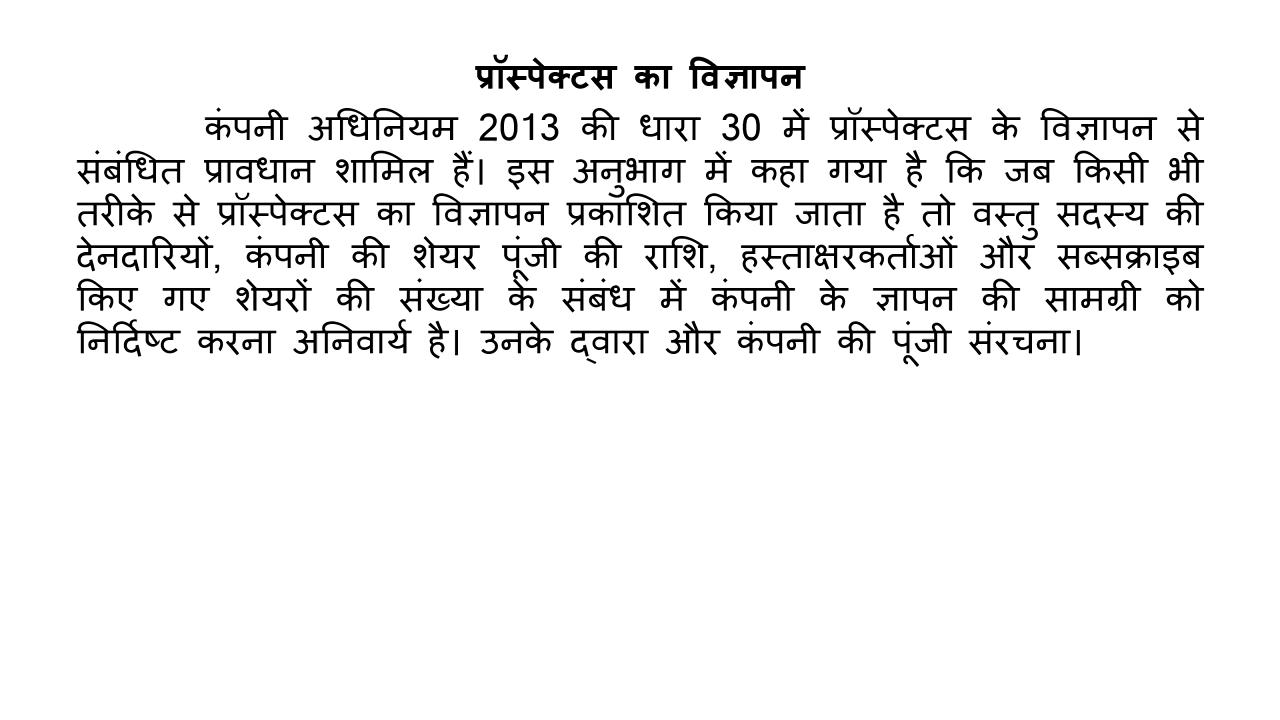 प्रॉस्पेक्टस का विज्ञापन
कंपनी अधिनियम 2013 की धारा 30 में प्रॉस्पेक्टस के विज्ञापन से
संबंधित प्रावधान शामिल हैं। इस अनुभाग में कहा गया है कि जब किसी भी
तरीके से प्रॉस्पेक्टस का विज्ञापन प्रकाशित किया जाता है तो वस्तु सदस्य की
देनदारियों, कंपनी की शेयर पूंजी की राशि, हस्ताक्षरकर्ताओं और सब्सक्राइब
किए गए शेयरों की संख्या के संबंध में कंपनी के ज्ञापन की सामग्री को
निर्दिष्ट करना अनिवार्य है। उनके द्वारा और कंपनी की पूंजी संरचना।